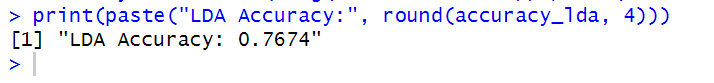 > print(paste("LDA Accuracy:", round(accuracy_lda, 4)))
[1] "LDA Accuracy: 0.7674"
>